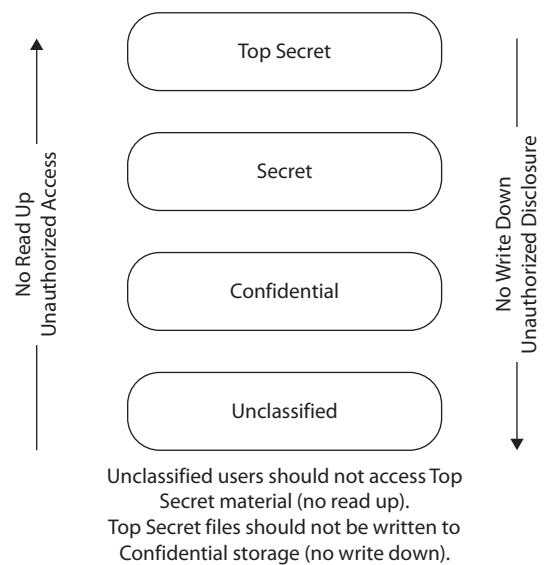 Top Secret
Secret
Confidential
Unclassified
No Read Up
Unauthorized Access
No Write Down
Unauthorized Disclosure
Unclassified users should not access Top
Secret material (no read up).
Top Secret files should not be written to
Confidential storage (no write down).